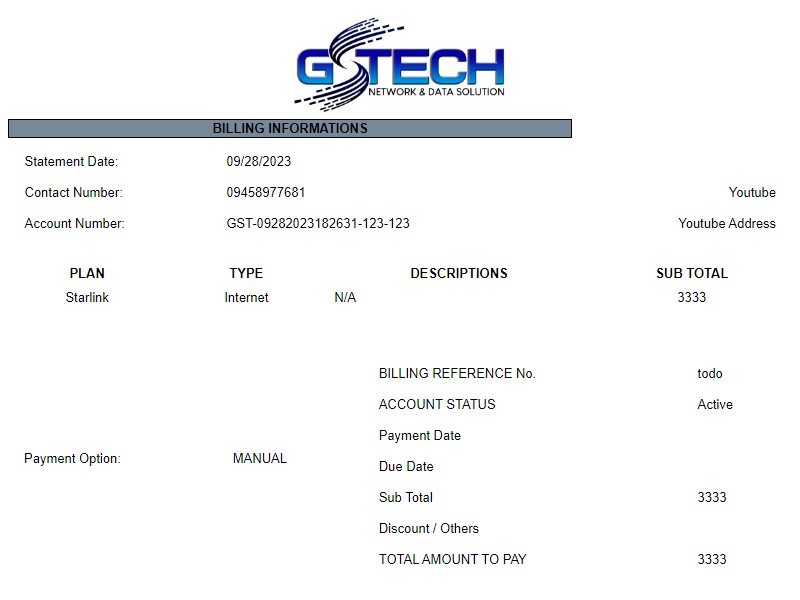 GSTECH
NETWORK & DATA SOLUTION
BILLING INFORMATIONS
Statement Date: 09/28/2023
Contact Number: 09458977681 Youtube
Account Number: GST-09282023182631-123-123 Youtube Address
PLAN TYPE DESCRIPTIONS SUB TOTAL
Starlink Internet N/A 3333
BILLING REFERENCE No. todo
ACCOUNT STATUS Active
Payment Date
Payment Option: MANUAL
Due Date
Sub Total 3333
Discount / Others
TOTAL AMOUNT TO PAY 3333